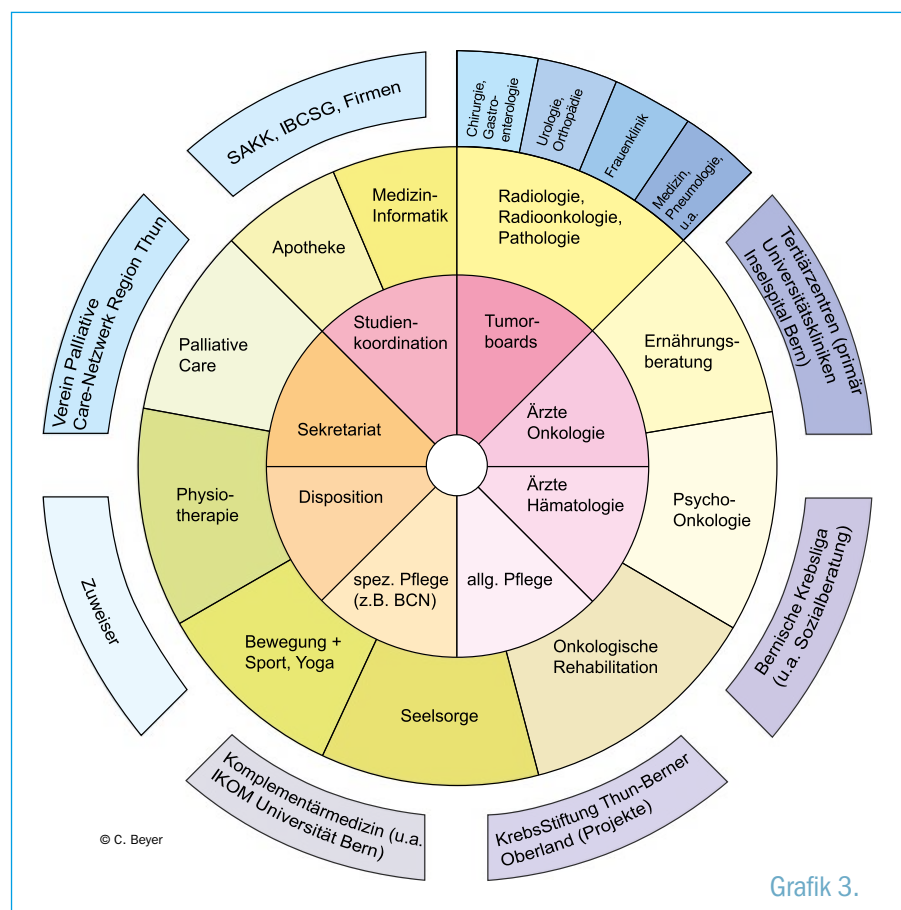 SAKK, IBCSG, Firmen
Chirurgie,
Gastro-
enterologie
Urologie,
Orthopädie
Frauenklinik
Medizin,
Pneumologie,
u.a.
Tertiärzentren (primär
Universitätskliniken
Inselspital Bern)
Bernische Krebsliga
(u.a. Sozialberatung)
KrebsStiftung Thun-Berner
Oberland (Projekte)
Komplementärmedizin (u.a.
IKOM Universität Bern)
Zuweiser
Verein Palliative
Care-Netzwerk Region Thun
Medizin-
Informatik
Radiologie,
Radioonkologie,
Pathologie
Ernährungs-
beratung
Psycho-
Onkologie
Onkologische
Rehabilitation
Seelsorge
Bewegung +
Sport, Yoga
Physio-
therapie
Palliative
Care
Apotheke
Studien-
koordination
Tumor-
boards
Ärzte
Onkologie
Ärzte
Hämatologie
allg. Pflege
spez. Pflege
(z.B. BCN)
Disposition
Sekretariat
© C. Beyer
Grafik 3.